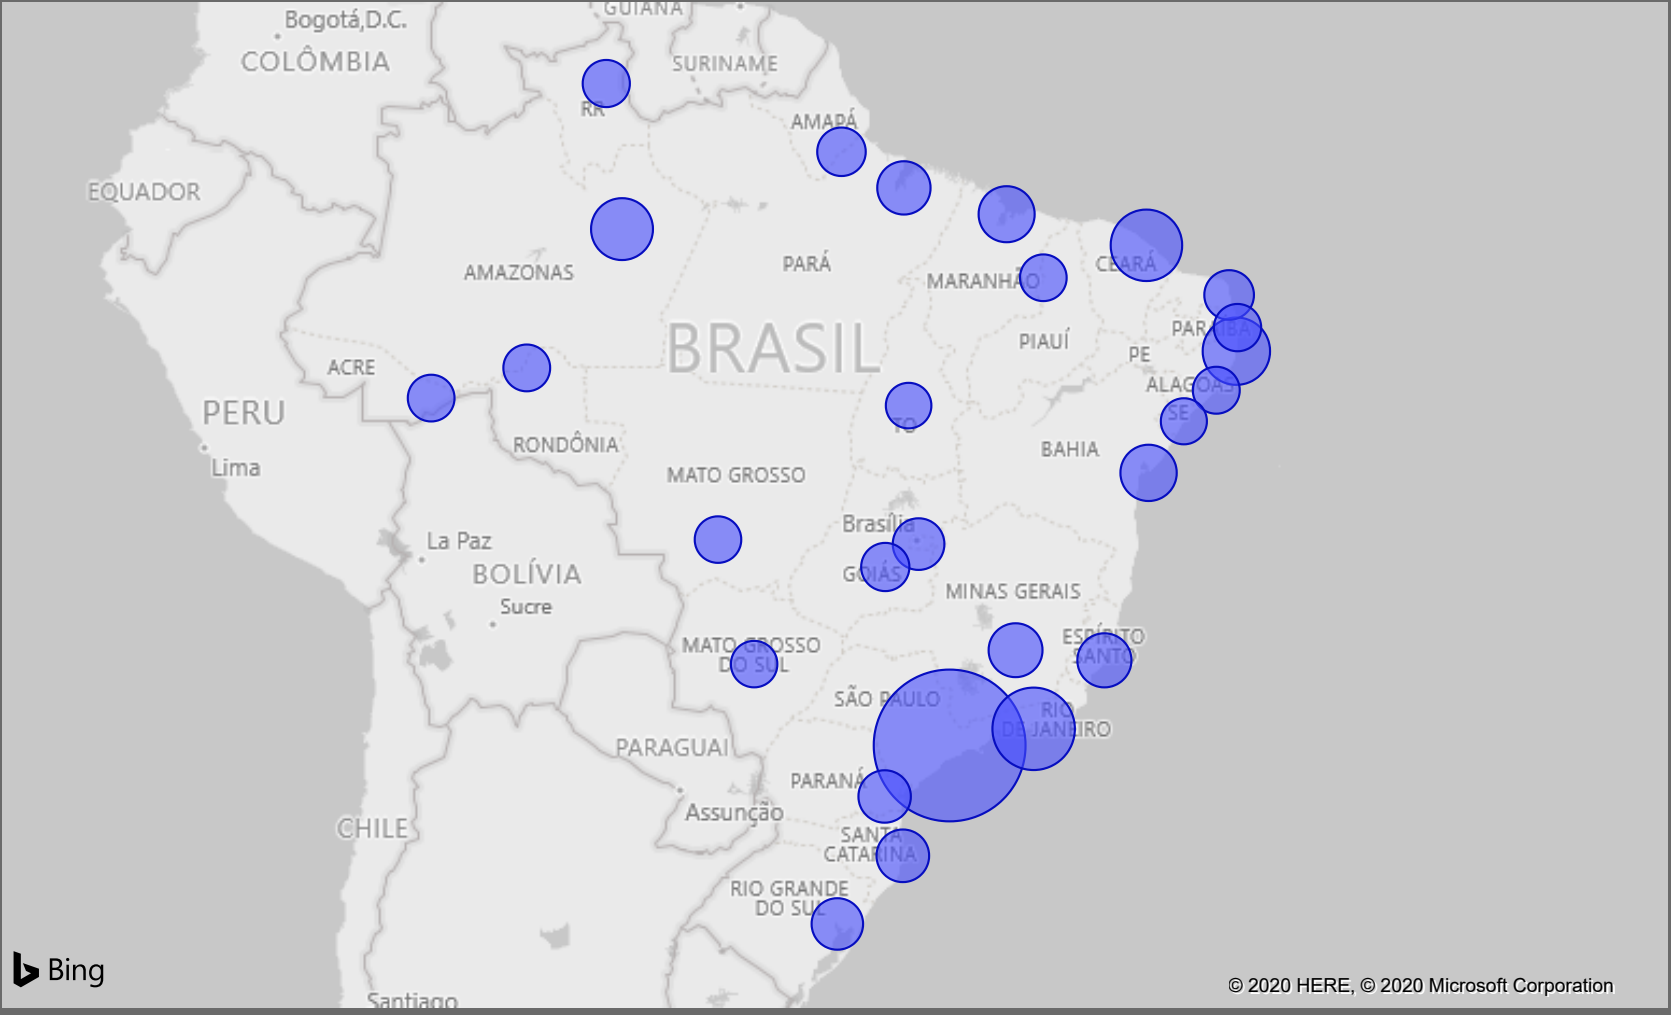 GUIANA
Bogotá,D.C.
COLÔMBIA
SURINAME
RR
AMAPÁ
EQUADOR
AMAZONAS
PARÁ
MARANHÃO
CEARÁ
BRASIL
PARAÍBA
PIAUÍ
PE
ACRE
ALAGOAS
PERU
SE
TO
RONDÔNIA
BAHIA
Lima
MATO GROSSO
Brasília
La Paz
BOLÍVIA
GOIÁS
MINAS GERAIS
Sucre
ESPÍRITO
SANTO
MATO GROSSO
DO SUL
SÃO PAULO
RIO
DE JANEIRO
PARAGUAI
PARANÁ
Assunção
CHILE
SANTA
CATARINA
RIO GRANDE
DO SUL
Bing
© 2020 HERE, © 2020 Microsoft Corporation
Santiago